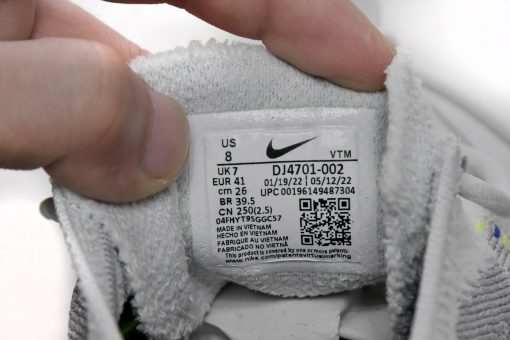 US
8
VTM
UK 7
DJ4701-002
EUR 41
01/19/22 05/12/22
cm 26
UPC 00196149487304
BR 39.5
CN 250(2.5)
04FHYT9SGGC57
MADE IN VIETNAM
HECHO EN VIETNAM
FABRIQUE AU VIETNAM
FABRICADO NO VIETNÃ
This product is covered by one or more patents.
www.nike.com/patentsvirtualmarking